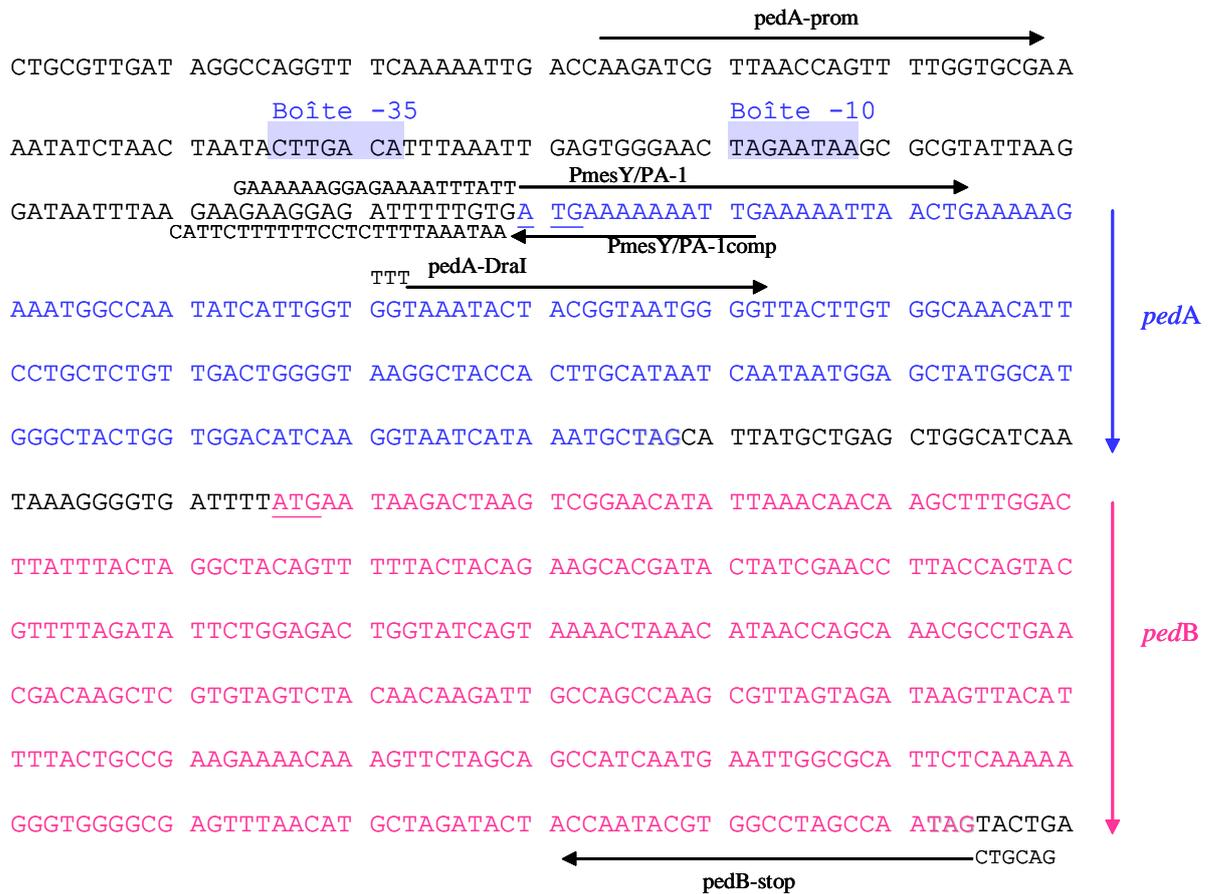 pedA-prom
CTGCGTTGAT AGGCCAGGTT TCAAAAATTG ACCAAGATCG TTAACCAGTT TTGGTGCGAA
Boîte -35 Boîte -10
AATATCTAAC TAATACTTGA CATTTAAATT GAGTGGGAAC TAGAATAAGC GCGTATTAAG
GAAAAAAGGAGAAAATTTATT PmesY/PA-1
GATAATTTAA GAAGAAGGAG ATTTTTGTGA TGAAAAAAAT TGAAAAATTA ACTGAAAAAG
CATTCTTTTTTCCTCTTTTAAATAA PmesY/PA-1comp
TTT pedA-DraI
AAATGGCCAA TATCATTGGT GGTAAATACT ACGGTAATGG GGTTACTTGT GGCAAACATT pedA
CCTGCTCTGT TGACTGGGGT AAGGCTACCA CTTGCATAAT CAATAATGGA GCTATGGCAT
GGGCTACTGG TGGACATCAA GGTAATCATA AATGCTAGCA TTATGCTGAG CTGGCATCAA
TAAAGGGGTG ATTTTATGAA TAAGACTAAG TCGGAACATA TTAAACAACA AGCTTTGGAC
TTATTTACTA GGCTACAGTT TTTACTACAG AAGCACGATA CTATCGAACC TTACCAGTAC
GTTTTAGATA TTCTGGAGAC TGGTATCAGT AAAACTAAAC ATAACCAGCA AACGCCTGAA pedB
CGACAAGCTC GTGTAGTCTA CAACAAGATT GCCAGCCAAG CGTTAGTAGA TAAGTTACAT
TTTACTGCCG AAGAAAACAA AGTTCTAGCA GCCATCAATG AATTGGCGCA TTCTCAAAAA
GGGTGGGGCG AGTTTAACAT GCTAGATACT ACCAATACGT GGCCTAGCCA ATAGTACTGA
CTGCAG
pedB-stop